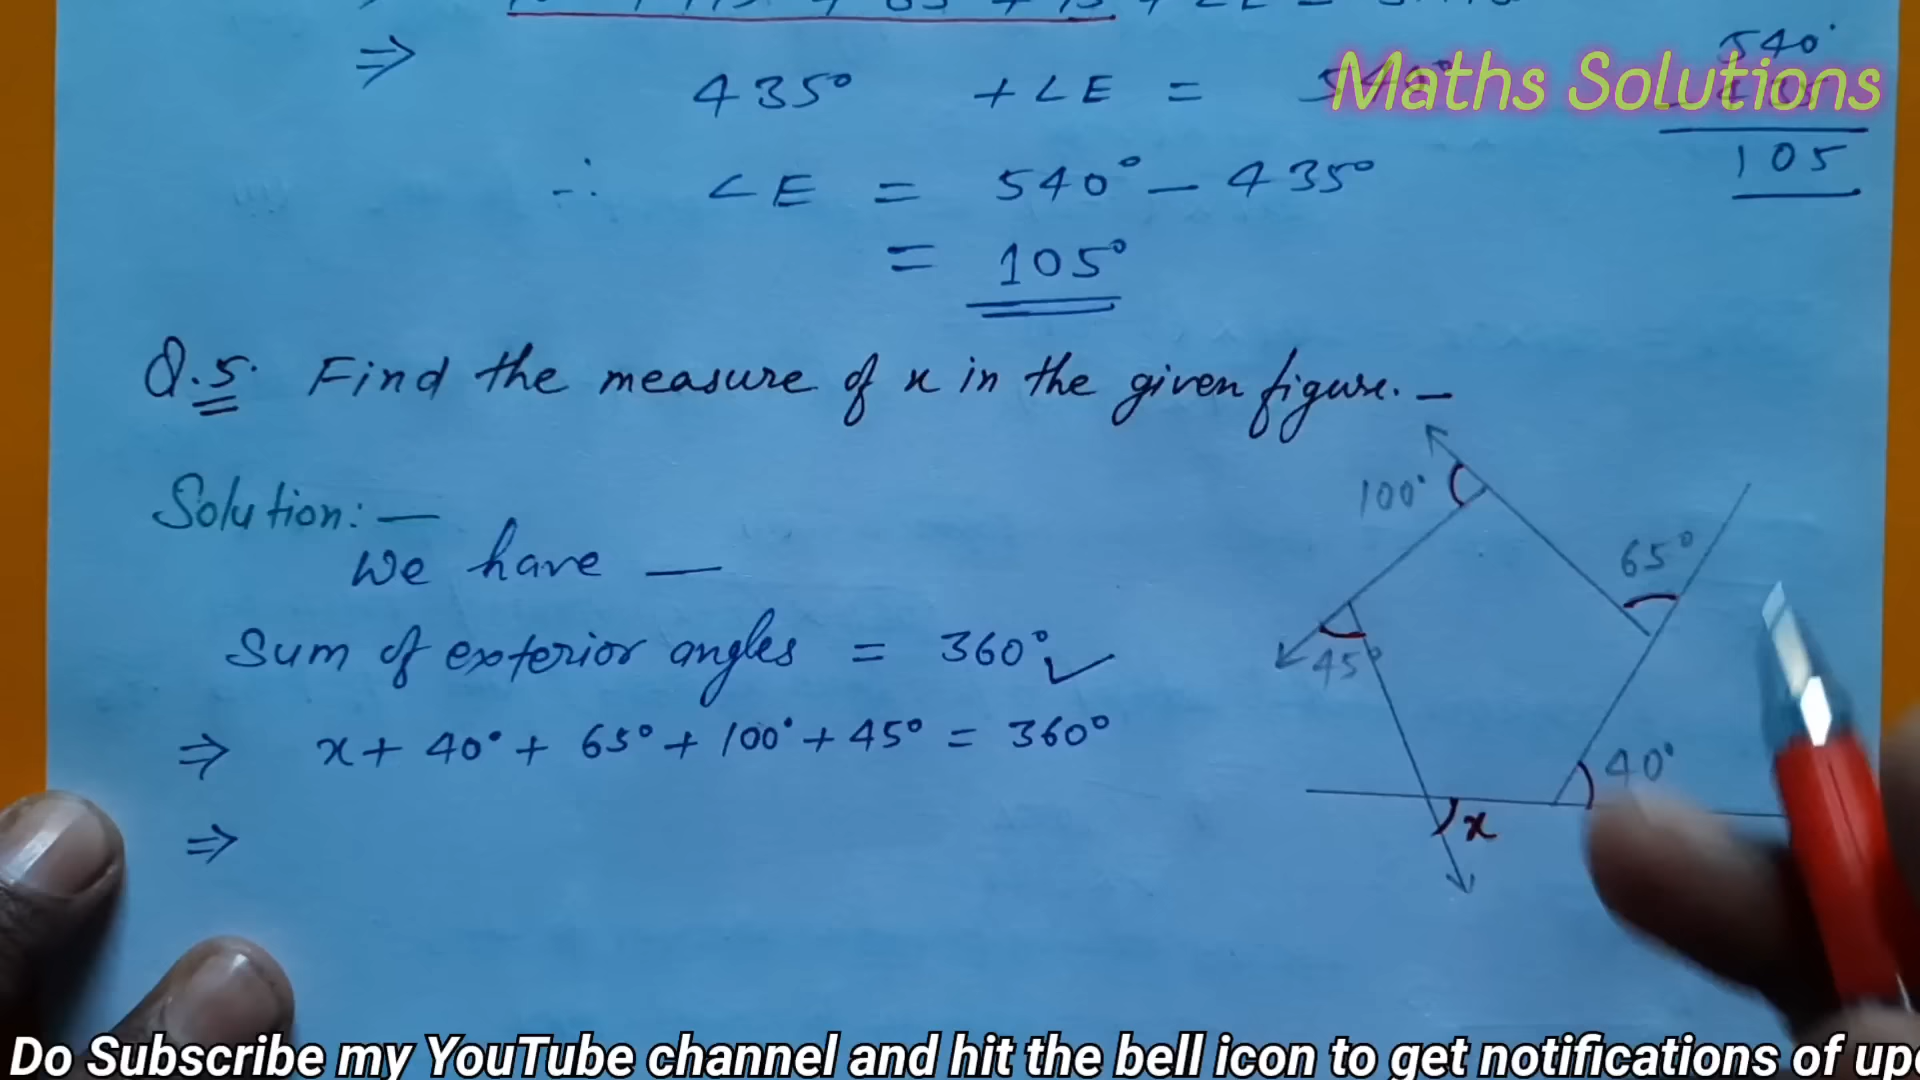 540°
Maths Solutions
⇒ 435° + ∠E =
105
∴ ∠E = 540° - 435°
= 105°
Q.5. Find the measure of x in the given figure. —
Solution: —
We have —
Sum of exterior angles = 360°
⇒ x + 40° + 65° + 100° + 45° = 360°
⇒
100°
65°
45°
40°
x
Do Subscribe my YouTube channel and hit the bell icon to get notifications of